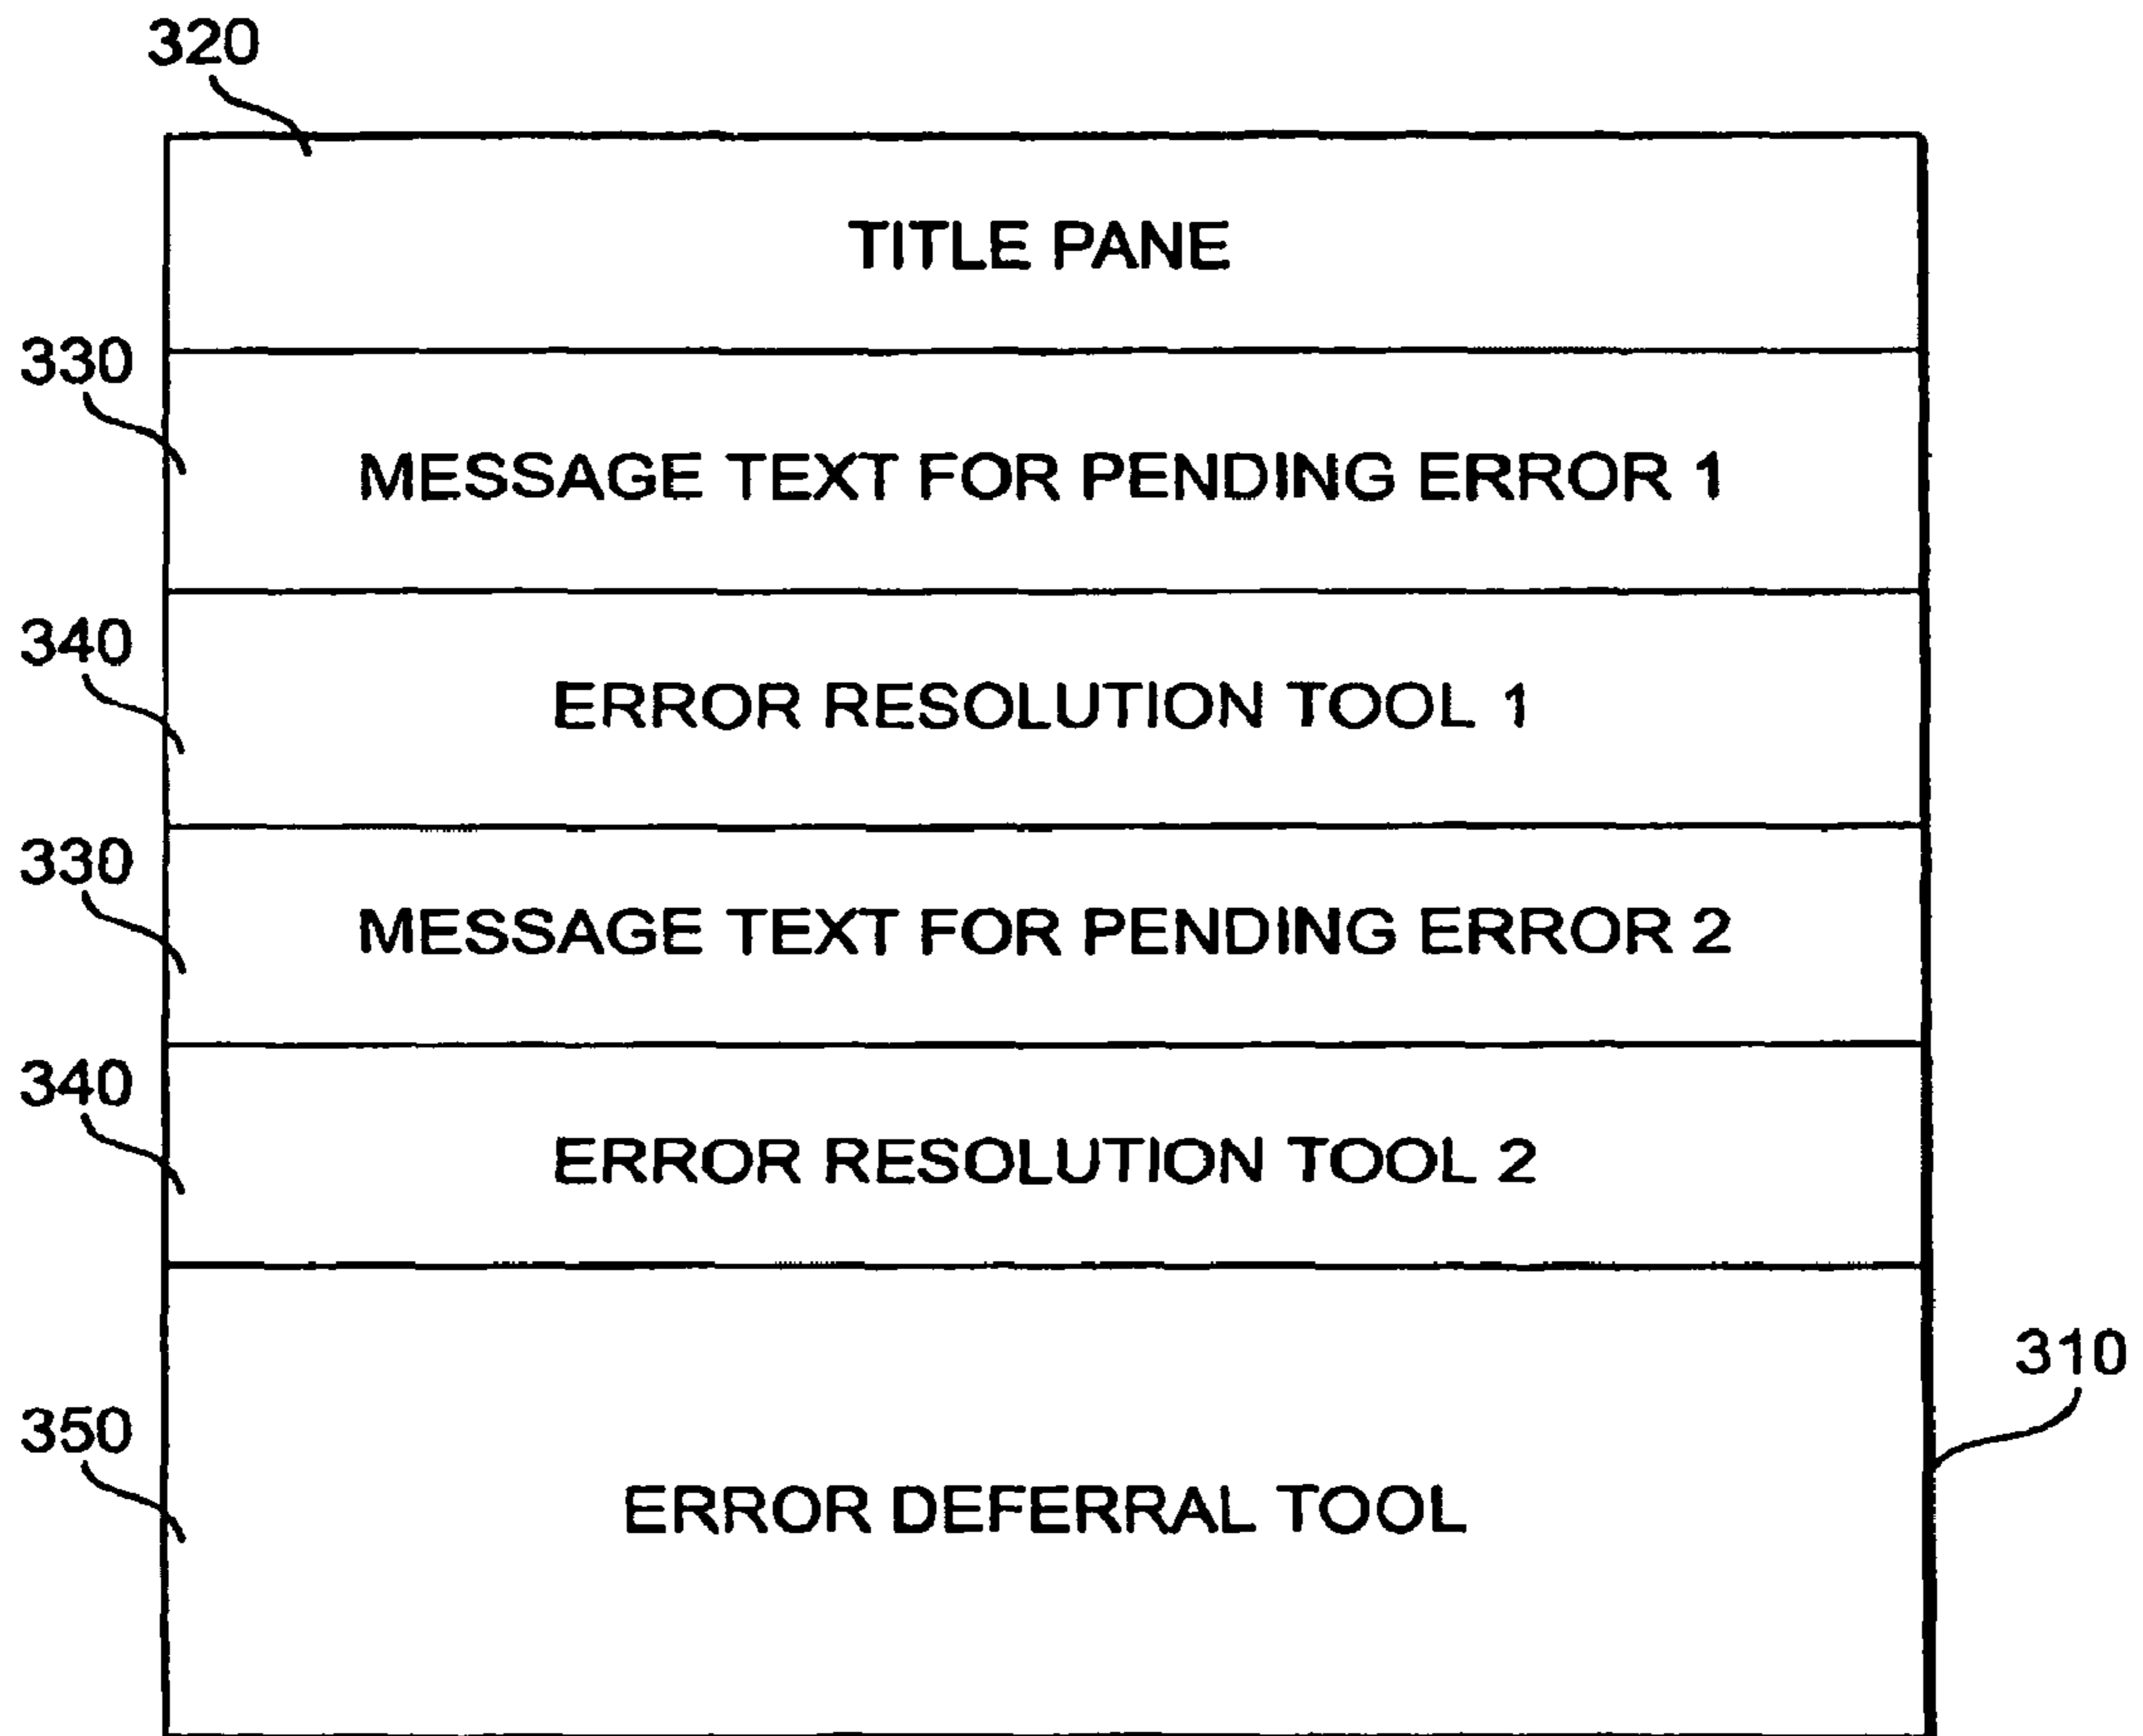 320
TITLE PANE
330
MESSAGE TEXT FOR PENDING ERROR 1
340
ERROR RESOLUTION TOOL 1
330
MESSAGE TEXT FOR PENDING ERROR 2
340
ERROR RESOLUTION TOOL 2
310
350
ERROR DEFERRAL TOOL